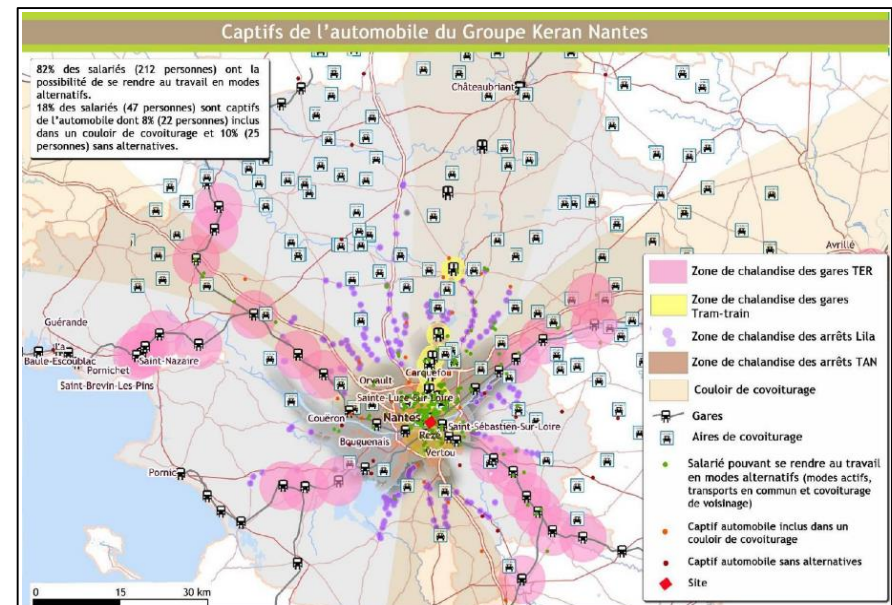 Captifs de l'automobile du Groupe Keran Nantes
82% des salariés (212 personnes) ont la
possibilité de se rendre au travail en modes
alternatifs.
18% des salariés (47 personnes) sont captifs
de l'automobile dont 8% (22 personnes) inclus
dans un couloir de covoiturage et 10% (25
personnes) sans alternatives.
Châteaubriant
Avrillé
Guérande
La
Baule-Escoublac
Pornichet
Saint-Nazaire
Saint-Brevin-Les-Pins
Carquefou
Orvault
Sainte-Luce-Sur-Loire
Couëron
Nantes
Saint-Sébastien-Sur-Loire
Rezé
Bouguenais
Vertou
Pornic
Zone de chalandise des gares TER
Zone de chalandise des gares
Tram-train
Zone de chalandise des arrêts Lila
Zone de chalandise des arrêts TAN
Couloir de covoiturage
Gares
Aires de covoiturage
Salarié pouvant se rendre au travail
en modes alternatifs (modes actifs,
transports en commun et covoiturage
de voisinage)
Captif automobile inclus dans un
couloir de covoiturage
Captif automobile sans alternatives
Site
0 15 30 km